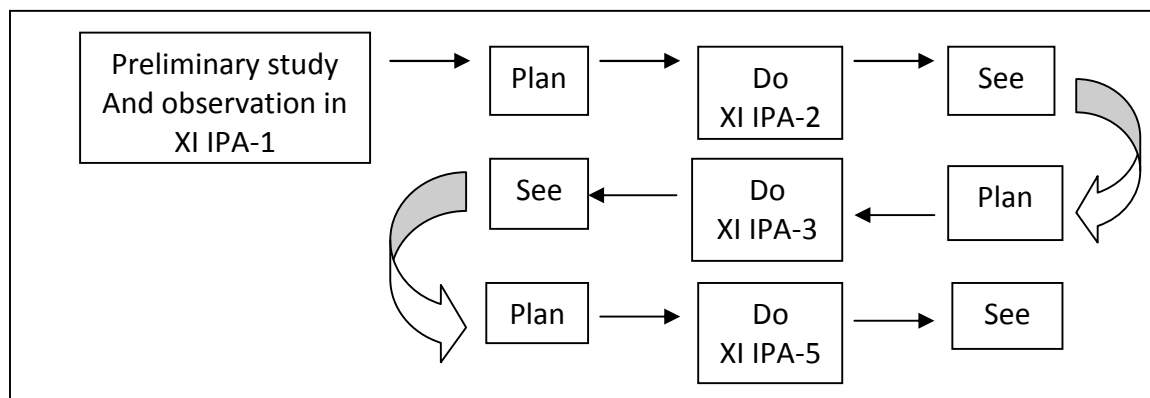 Preliminary study
And observation in
XI IPA-1
Plan
Do
XI IPA-2
See
Plan
Do
XI IPA-3
See
Plan
Do
XI IPA-5
See